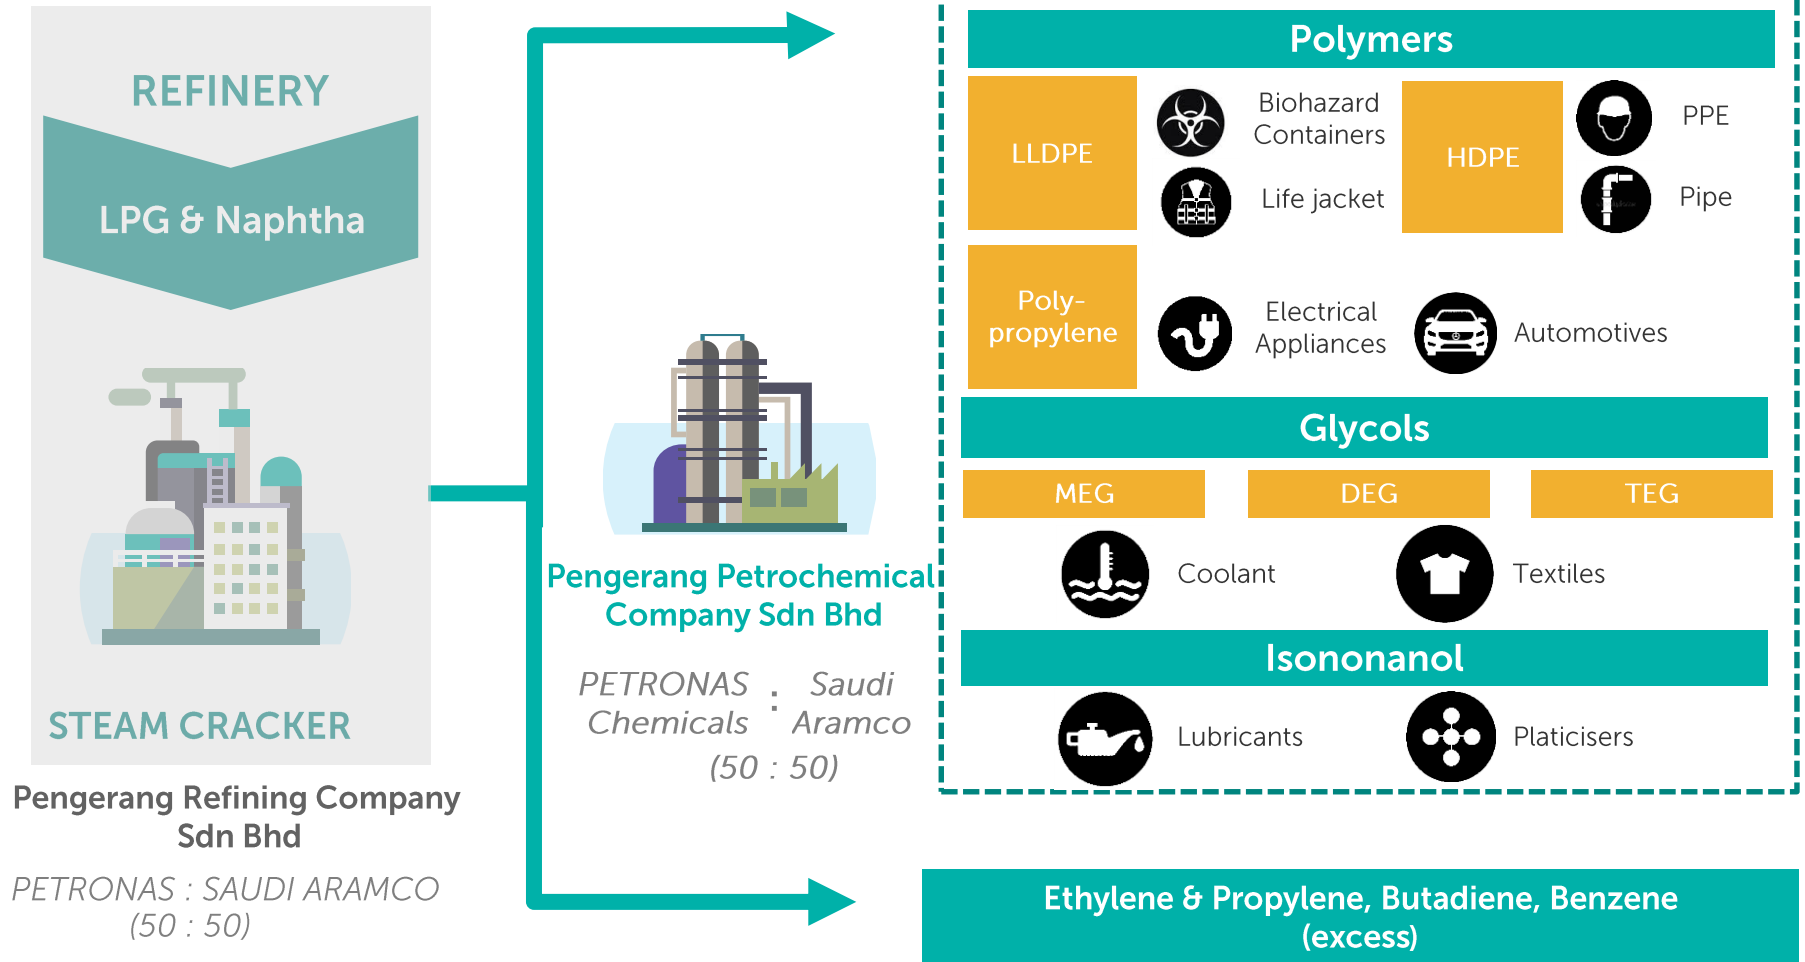 REFINERY
LPG & Naphtha
STEAM CRACKER
Pengerang Refining Company
Sdn Bhd
PETRONAS : SAUDI ARAMCO
(50 : 50)
Pengerang Petrochemical
Company Sdn Bhd
PETRONAS : Saudi
Chemicals Aramco
(50 : 50)
Polymers
LLDPE
Biohazard
Containers
Life jacket
HDPE
PPE
Pipe
Poly-
propylene
Electrical
Appliances
Automotives
Glycols
MEG
DEG
TEG
Coolant
Textiles
Isononanol
Lubricants
Platicisers
Ethylene & Propylene, Butadiene, Benzene
(excess)